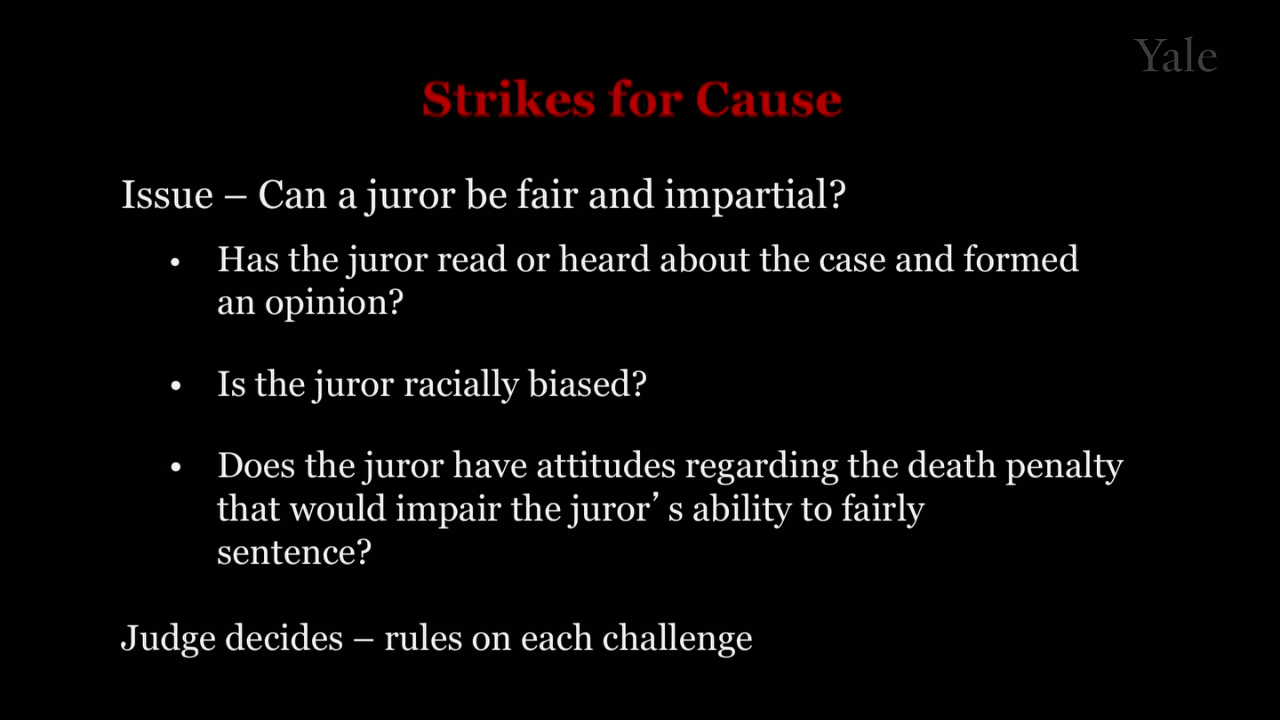 Yale
Strikes for Cause
Issue – Can a juror be fair and impartial?
• Has the juror read or heard about the case and formed
an opinion?
• Is the juror racially biased?
• Does the juror have attitudes regarding the death penalty
that would impair the juror’ s ability to fairly
sentence?
Judge decides – rules on each challenge